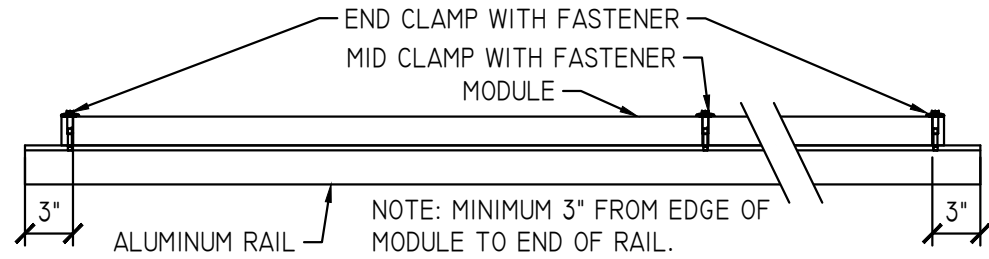 END CLAMP WITH FASTENER
MID CLAMP WITH FASTENER
MODULE
3"
ALUMINUM RAIL
NOTE: MINIMUM 3" FROM EDGE OF
MODULE TO END OF RAIL.
3"